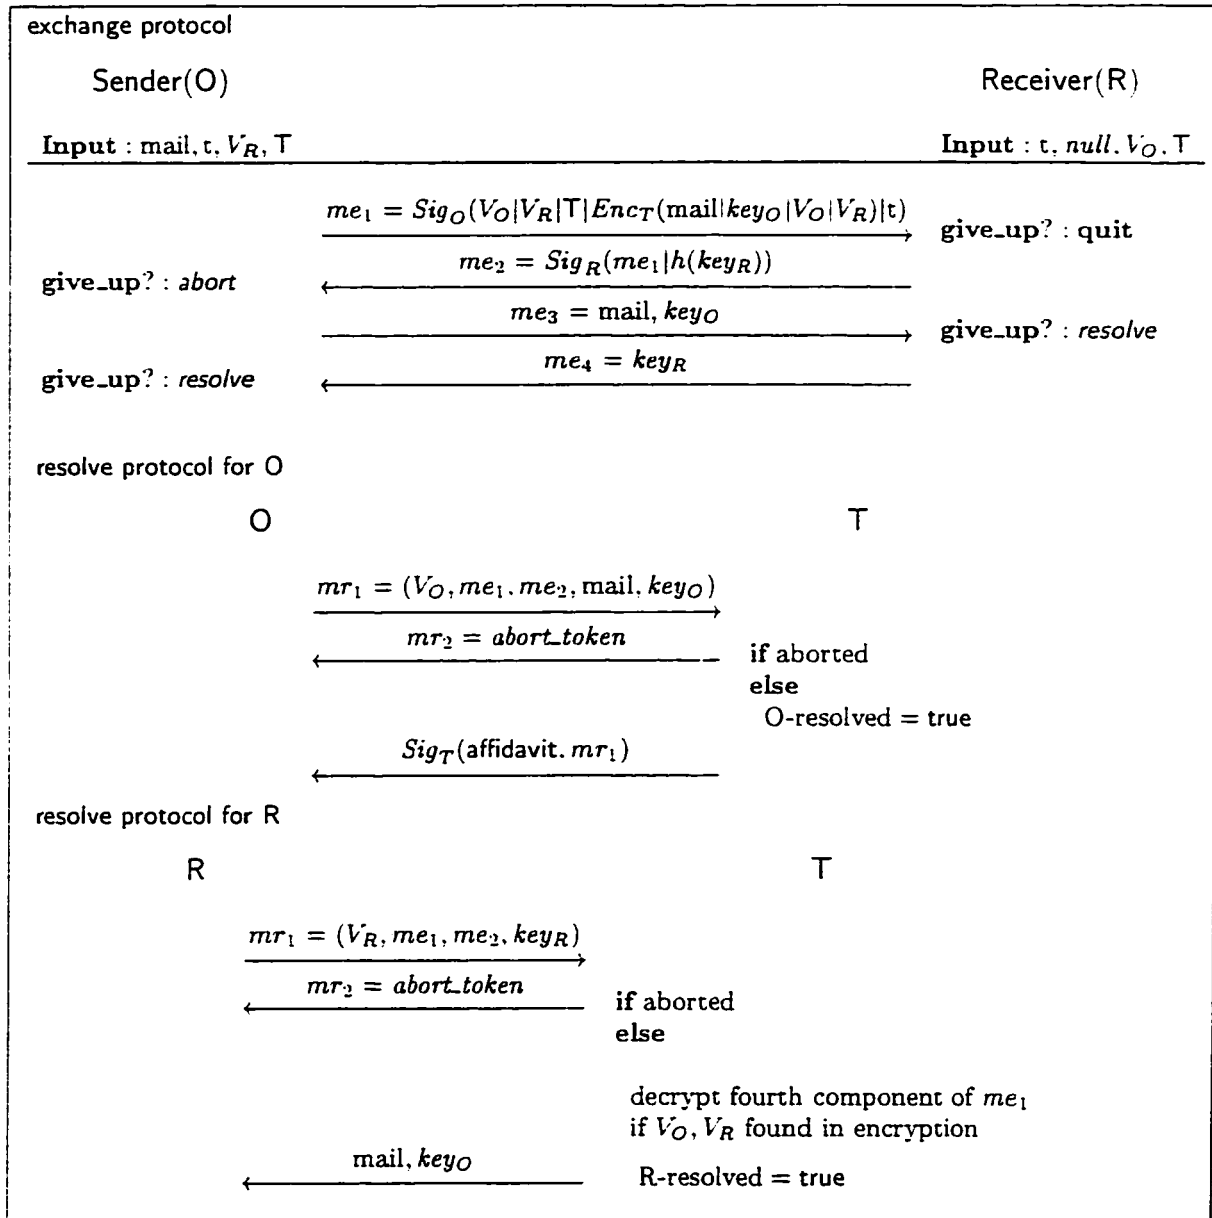 exchange protocol
Sender(O) Receiver(R)
Input : mail, t, V_R, T Input : t, null, V_O, T
me_1 = Sig_O(V_O|V_R|T|Enc_T(mail|key_O|V_O|V_R)|t)
give_up? : quit
me_2 = Sig_R(me_1|h(key_R))
give_up? : abort
me_3 = mail, key_O
give_up? : resolve
me_4 = key_R
give_up? : resolve
resolve protocol for O
O T
mr_1 = (V_O, me_1, me_2, mail, key_O)
mr_2 = abort_token
if aborted
else
O-resolved = true
Sig_T(affidavit. mr_1)
resolve protocol for R
R T
mr_1 = (V_R, me_1, me_2, key_R)
mr_2 = abort_token
if aborted
else
decrypt fourth component of me_1
if V_O, V_R found in encryption
mail, key_O
R-resolved = true